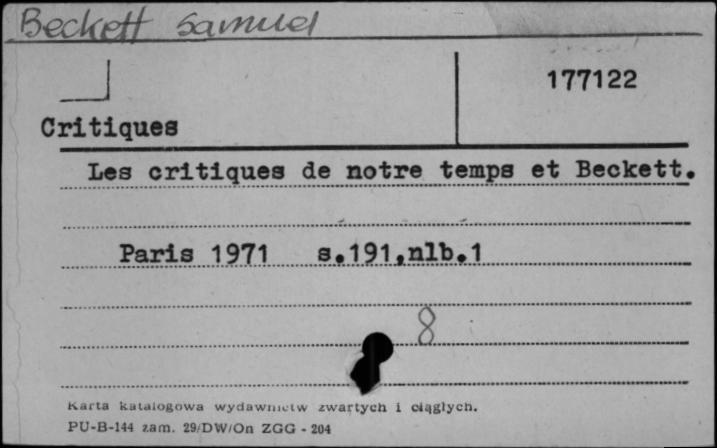 Beckett Samuel
177122
Critiques
Les critiques de notre temps et Beckett.
Paris 1971 s.191,nlb.1
8
Karta katalogowa wydawnictw zwartych i ciągłych.
PU-B-144 zam. 29/DW/On ZGG - 204